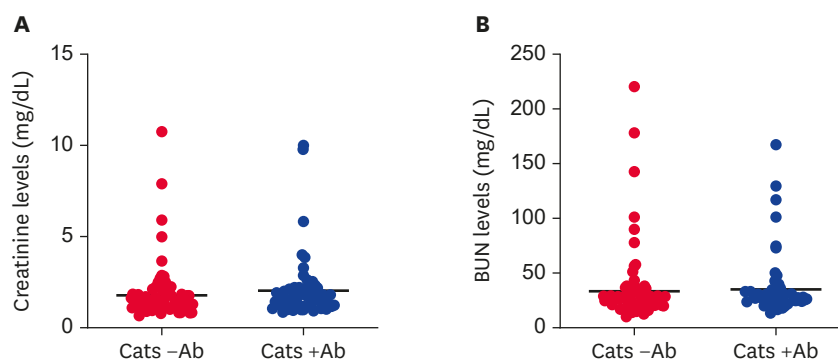 A
Creatinine levels (mg/dL)
15
10
5
0
Cats –Ab
Cats +Ab
B
BUN levels (mg/dL)
250
200
150
100
50
0
Cats –Ab
Cats +Ab